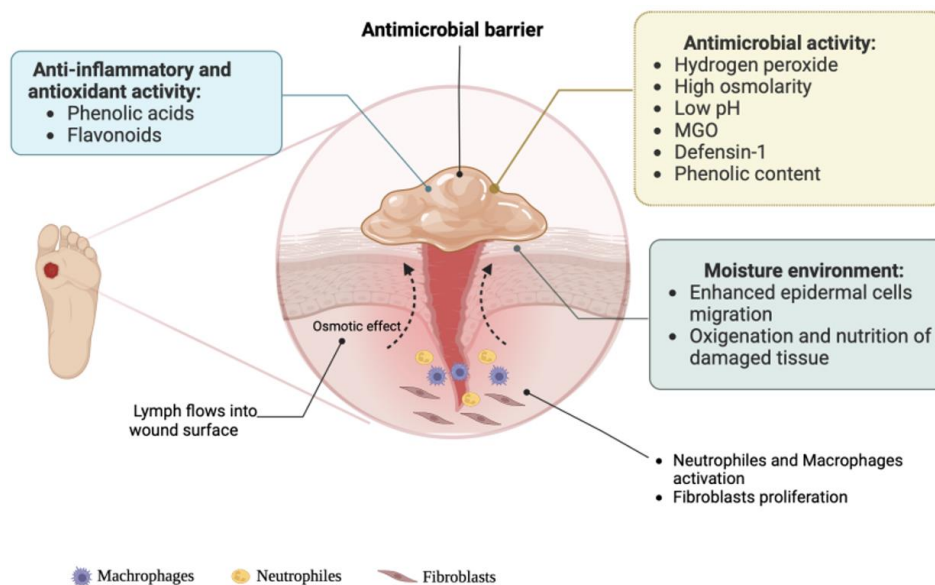 Antimicrobial barrier
Anti-inflammatory and
antioxidant activity:
• Phenolic acids
• Flavonoids
Antimicrobial activity:
• Hydrogen peroxide
• High osmolarity
• Low pH
• MGO
• Defensin-1
• Phenolic content
Moisture environment:
• Enhanced epidermal cells
migration
• Oxigenation and nutrition of
damaged tissue
Osmotic effect
Lymph flows into
wound surface
• Neutrophiles and Macrophages
activation
• Fibroblasts proliferation
Machrophages
Neutrophiles
Fibroblasts